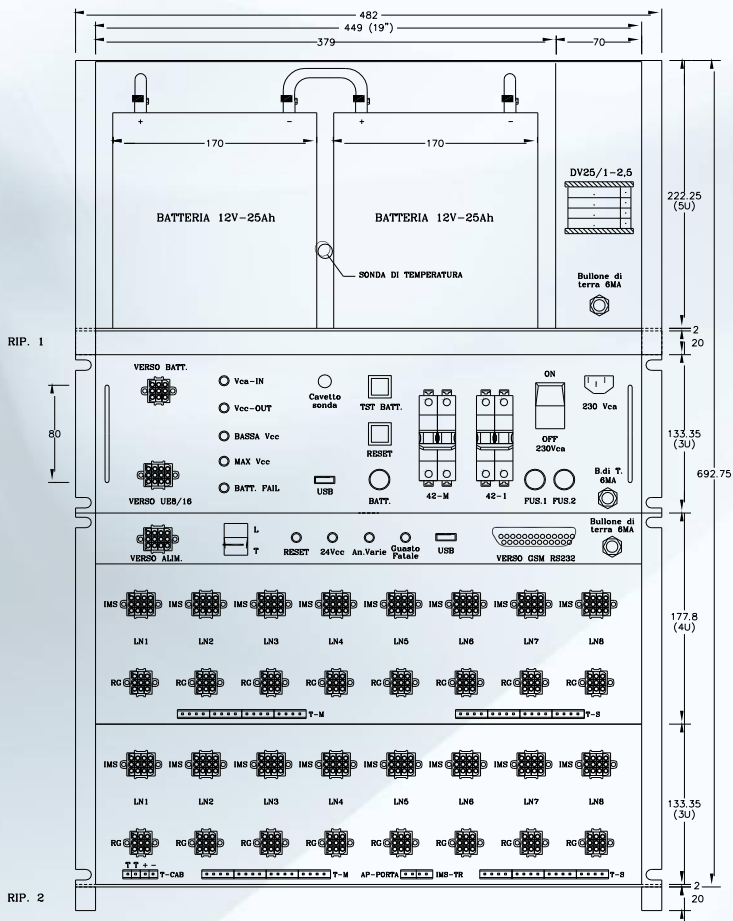 482
449 (19")
379
70
+
-
+
-
170
170
DV25/1-2,5
222.25
(5U)
BATTERIA 12V-25Ah
BATTERIA 12V-25Ah
SONDA DI TEMPERATURA
Bullone di
terra 6MA
2
20
RIP. 1
VERSO BATT.
Vca-IN
Vcc-OUT
BASSA Vcc
MAX Vcc
BATT. FAIL
Cavetto
sonda
TST BATT.
RESET
ON
OFF
230Vca
230 Vca
80
133.35
(3U)
692.75
VERSO UE8/16
USB
BATT.
42-M
42-1
FUS.1
FUS.2
B.di T.
6MA
VERSO ALIM.
L
T
RESET
24Vcc
An.Varie
Guasto
Fatale
USB
VERSO GSM RS232
Bullone di
terra 6MA
IMS IMS IMS IMS IMS IMS IMS IMS
LN1 LN2 LN3 LN4 LN5 LN6 LN7 LN8
177.8
(4U)
RG RG RG RG RG RG RG RG
T-M
T-S
IMS IMS IMS IMS IMS IMS IMS IMS
LN1 LN2 LN3 LN4 LN5 LN6 LN7 LN8
133.35
(3U)
RG RG RG RG RG RG RG RG
T T + -
T-CAB
T-M
AP-PORTA
IMS-TR
T-S
2
20
RIP. 2